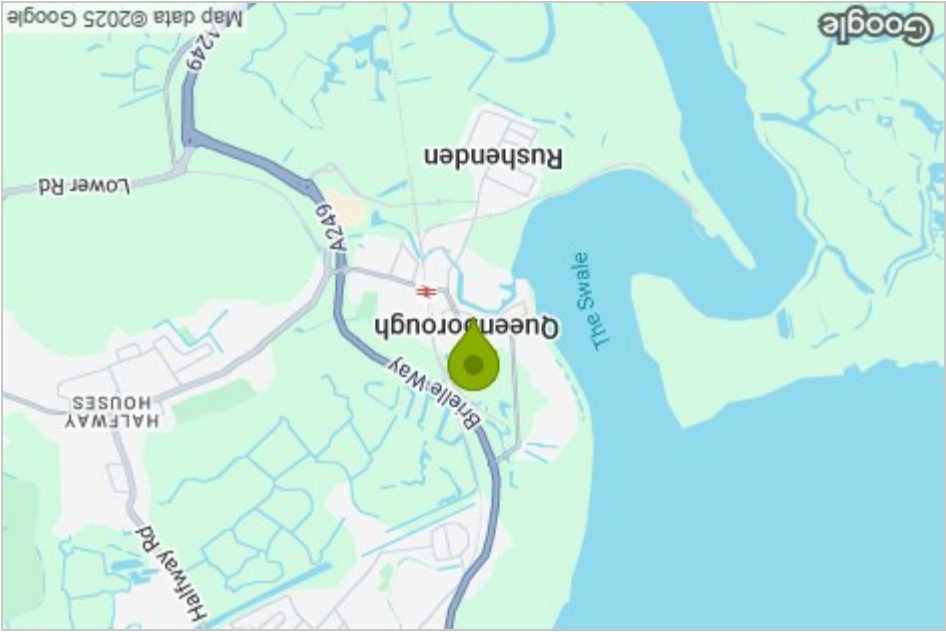 Halfway Rd
HALFWAY
HOUSES
Brielle Way
Queenborough
The Swale
A249
Lower Rd
Rushenden
A249
Google
Map data ©2025 Google